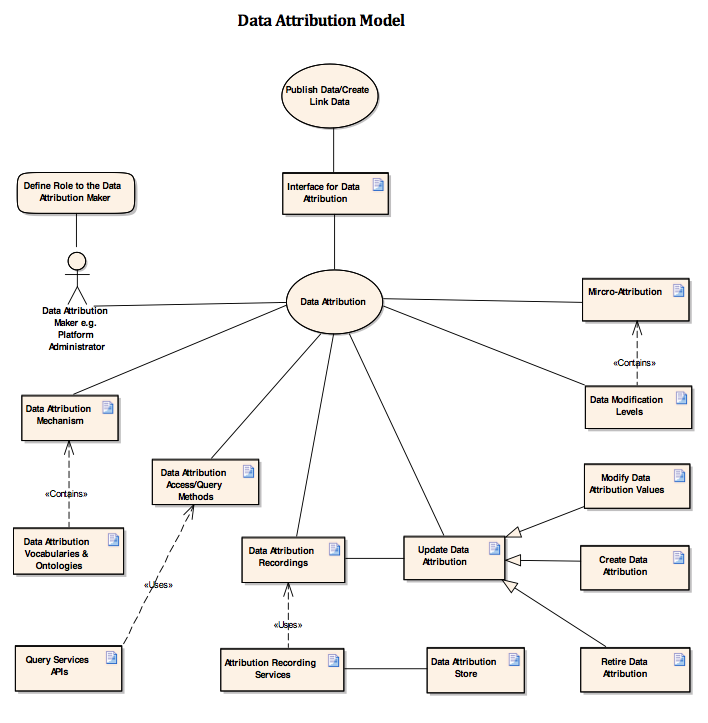 Data Attribution Model
Publish Data/Create
Link Data
Define Role to the Data
Attribution Maker
Interface for Data
Attribution
Data Attribution
Maker e.g.
Platform
Administrator
Data Attribution
Mircro-Attribution
«Contains»
Data Attribution
Mechanism
Data Modification
Levels
Data Attribution
Access/Query
Methods
Modify Data
Attribution Values
«Contains»
Data Attribution
Vocabularies &
Ontologies
Data Attribution
Recordings
Update Data
Attribution
Create Data
Attribution
«Uses»
«Uses»
Query Services
APIs
Attribution Recording
Services
Data Attribution
Store
Retire Data
Attribution